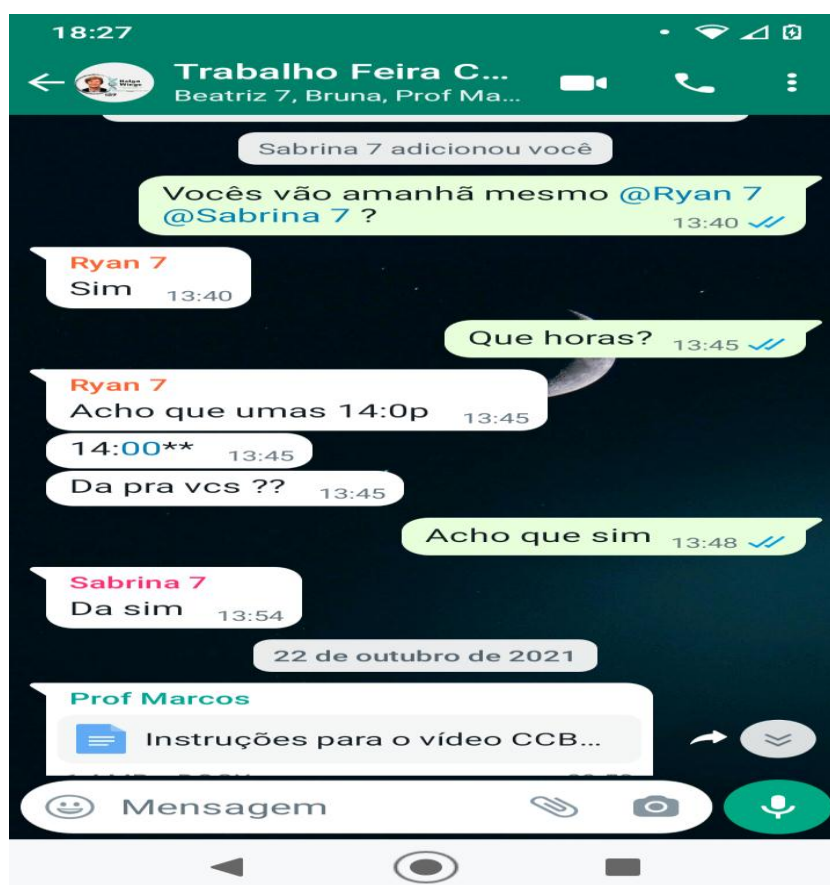 18:27
Trabalho Feira C...
Beatriz 7, Bruna, Prof Ma...
Sabrina 7 adicionou você
Vocês vão amanhã mesmo @Ryan 7
@Sabrina 7 ?
13:40
Ryan 7
Sim 13:40
Que horas? 13:45
Ryan 7
Acho que umas 14:0p 13:45
14:00** 13:45
Da pra vcs ?? 13:45
Acho que sim 13:48
Sabrina 7
Da sim 13:54
22 de outubro de 2021
Prof Marcos
Instruções para o vídeo CCB...
Mensagem